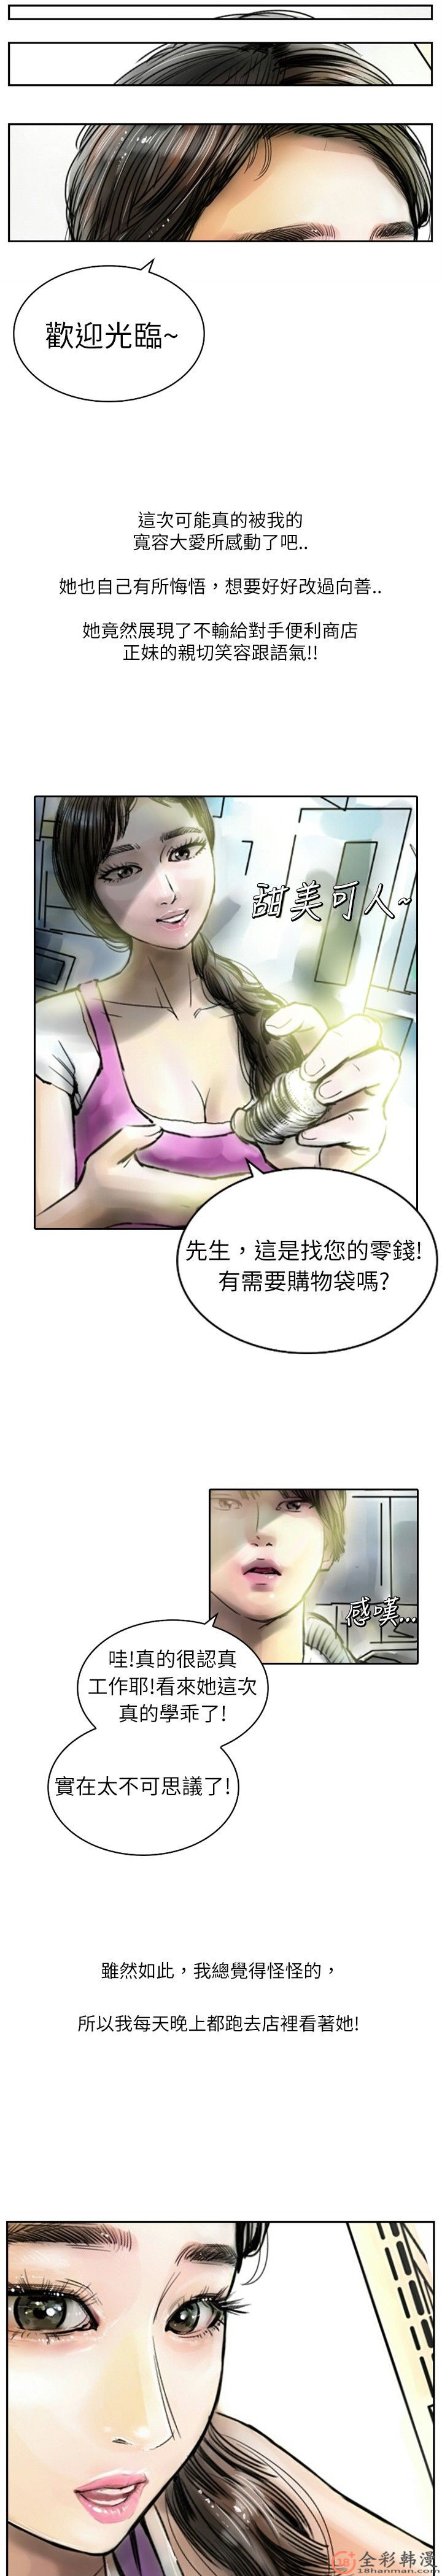 歡迎光臨~
這次可能真的被我的
寬容大愛所感動了吧..
她也自己有所悔悟，想要好好改過向善..
她竟然展現了不輸給對手便利商店
正妹的親切笑容跟語氣!!
甜美可人~
先生，這是找您的零錢!
有需要購物袋嗎?
感嘆...
哇!真的很認真
工作耶!看來她這次
真的學乖了!
實在太不可思議了!
雖然如此，我總覺得怪怪的，
所以我每天晚上都跑去店裡看著她!
18 全彩韩漫
18hanman.com